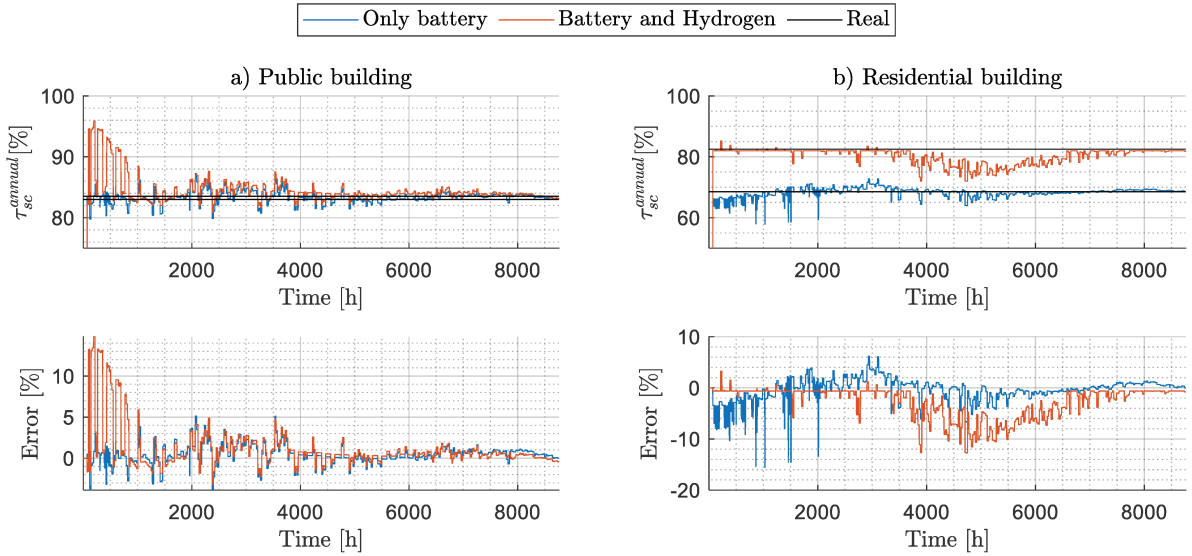 Only battery Battery and Hydrogen Real
a) Public building
100
90
80
τ_sc^annual [%]
2000 4000 6000 8000
Time [h]
b) Residential building
100
80
60
τ_sc^annual [%]
2000 4000 6000 8000
Time [h]
10
5
0
Error [%]
2000 4000 6000 8000
Time [h]
10
0
-10
-20
Error [%]
2000 4000 6000 8000
Time [h]